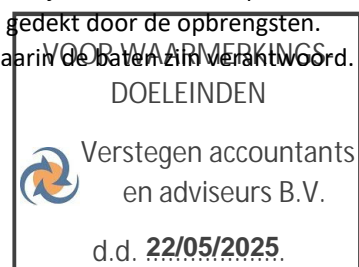 gedekt door de opbrengsten.
aarin de baten zijn verantwoord.
VOOR WAARMERKINGS-
DOELEINDEN
Verstegen accountants
en adviseurs B.V.
d.d. 22/05/2025